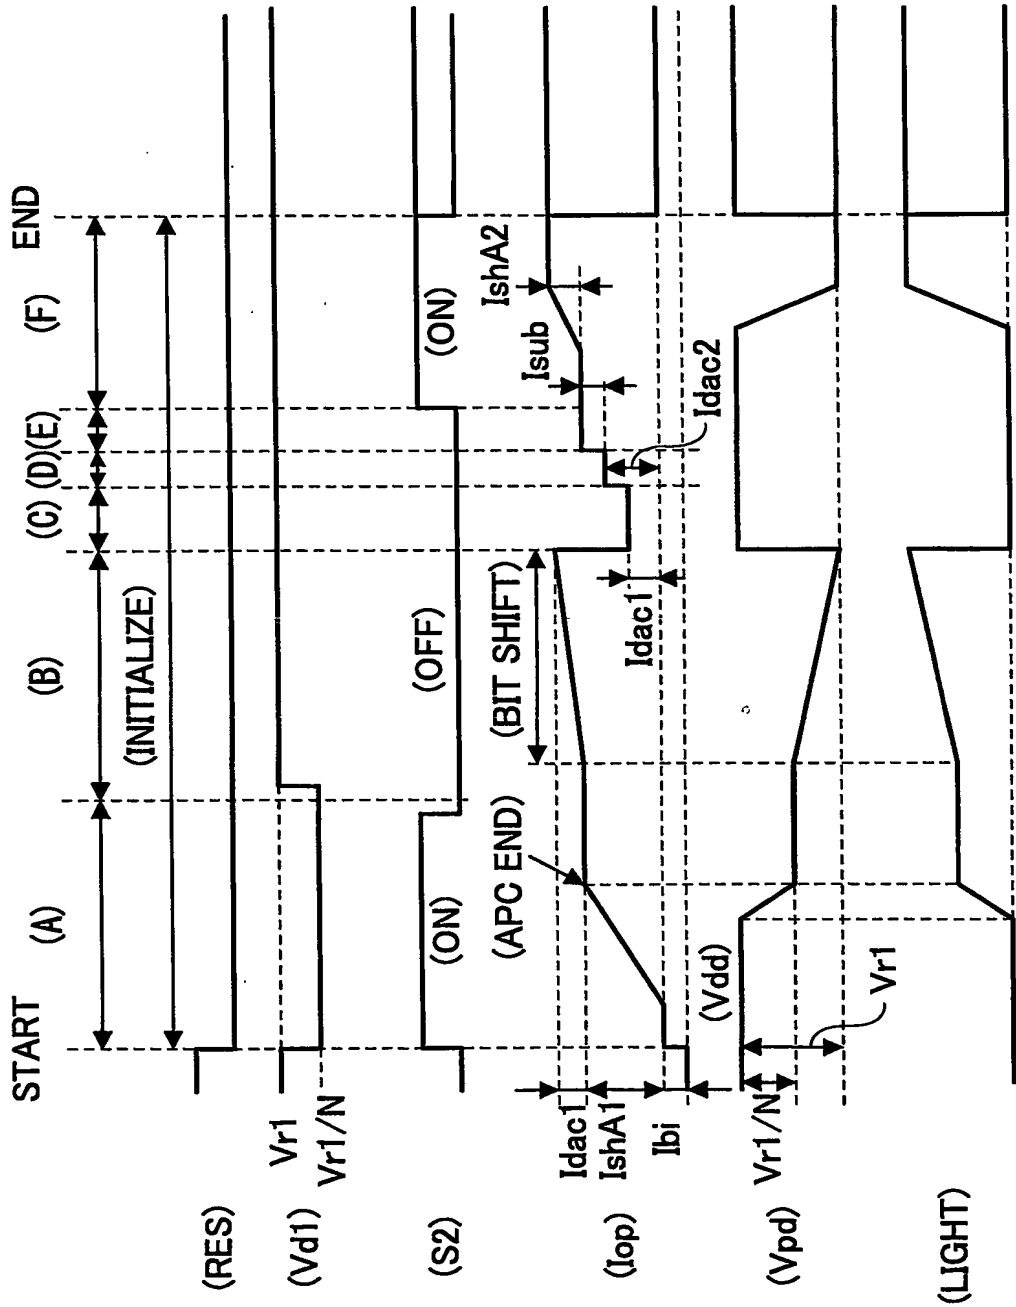 START
END
(A)
(B)
(C)
(D)
(E)
(F)
(INITIALIZE)
(RES)
(Vd1)
Vr1
Vr1/N
(S2)
(ON)
(OFF)
(ON)
(Iop)
Idac1
IshA1
Ibi
(APC END)
(BIT SHIFT)
Idac1
Idac2
Isub
IshA2
(Vpd)
Vr1/N
(Vdd)
Vr1
(LIGHT)